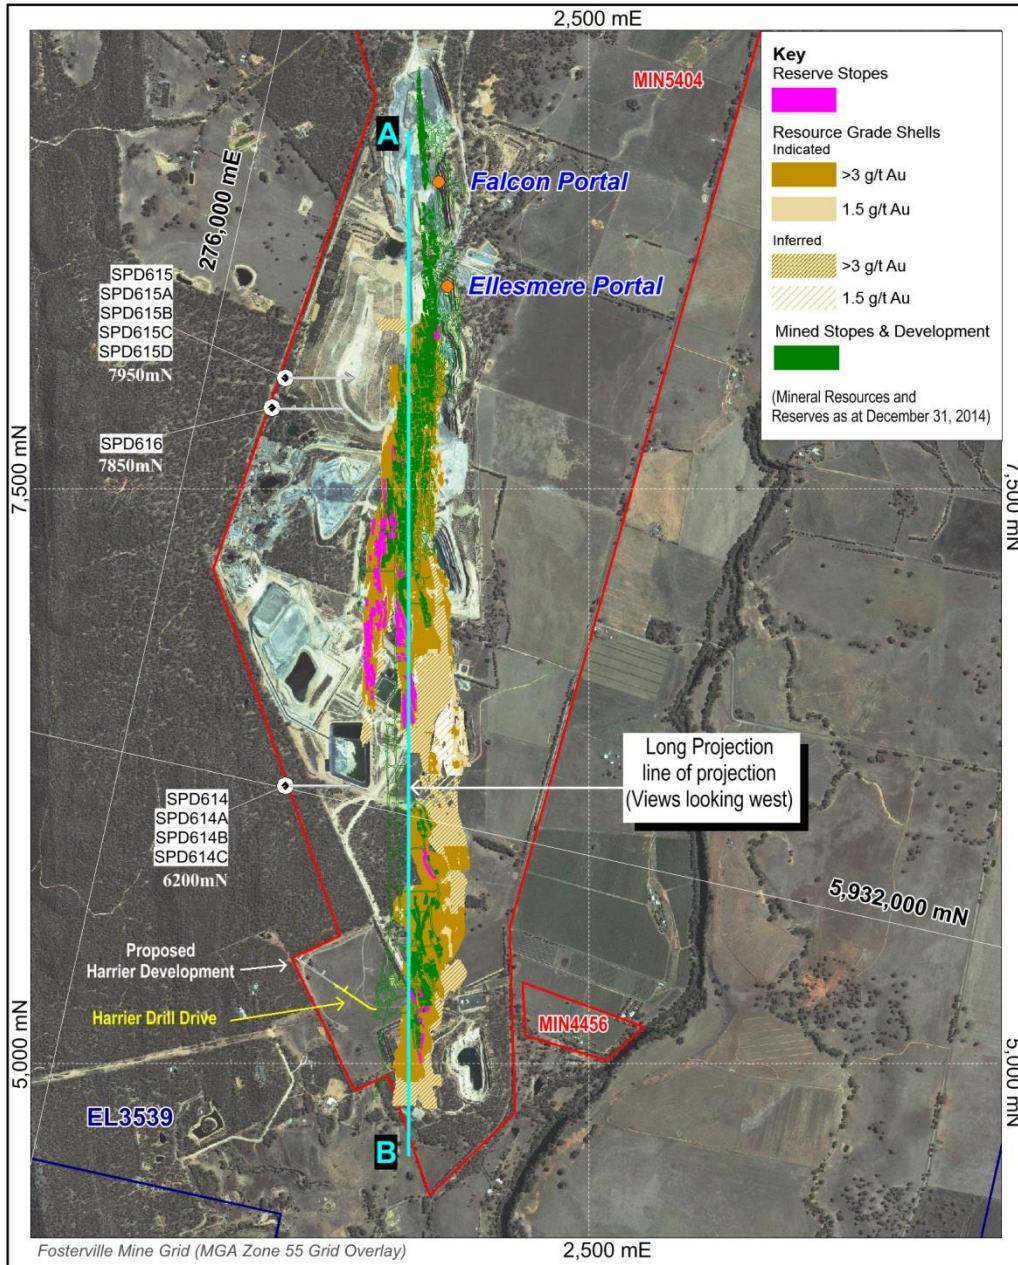 2,500 mE
MIN5404
Key
Reserve Stopes
Resource Grade Shells
Indicated
>3 g/t Au
1.5 g/t Au
Inferred
>3 g/t Au
1.5 g/t Au
Mined Stopes & Development
(Mineral Resources and
Reserves as at December 31, 2014)
A
276,000 mE
Falcon Portal
Ellesmere Portal
SPD615
SPD615A
SPD615B
SPD615C
SPD615D
7950mN
SPD616
7850mN
7,500 mN
7,500 mN
Long Projection
line of projection
(Views looking west)
SPD614
SPD614A
SPD614B
SPD614C
6200mN
5,932,000 mN
Proposed
Harrier Development
Harrier Drill Drive
MIN4456
5,000 mN
5,000 mN
EL3539
B
Fosterville Mine Grid (MGA Zone 55 Grid Overlay)
2,500 mE